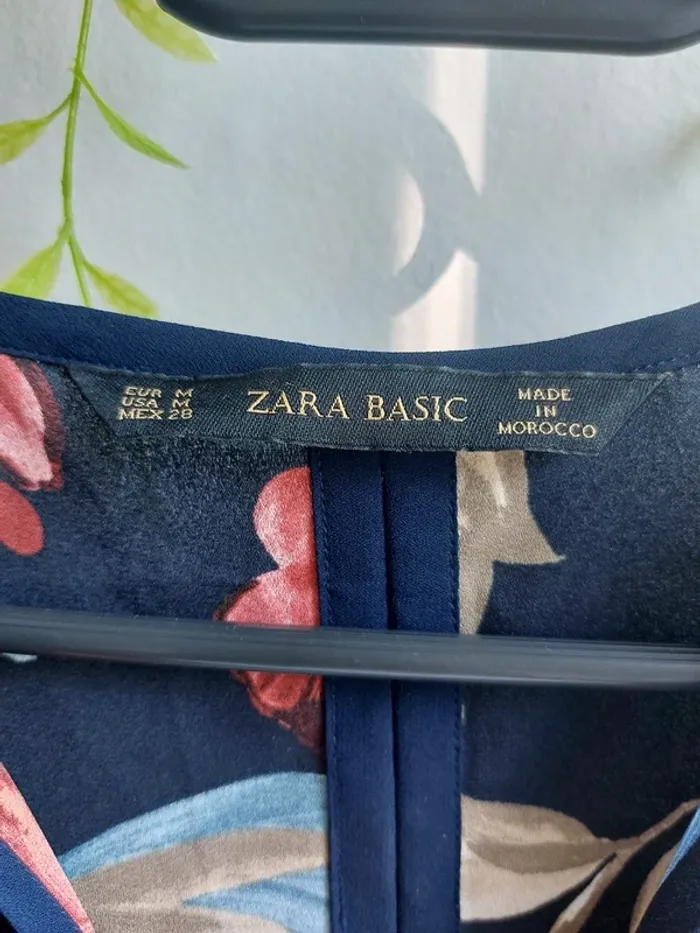 EUR M
USA M
MEX 28
ZARA BASIC
MADE
IN
MOROCCO